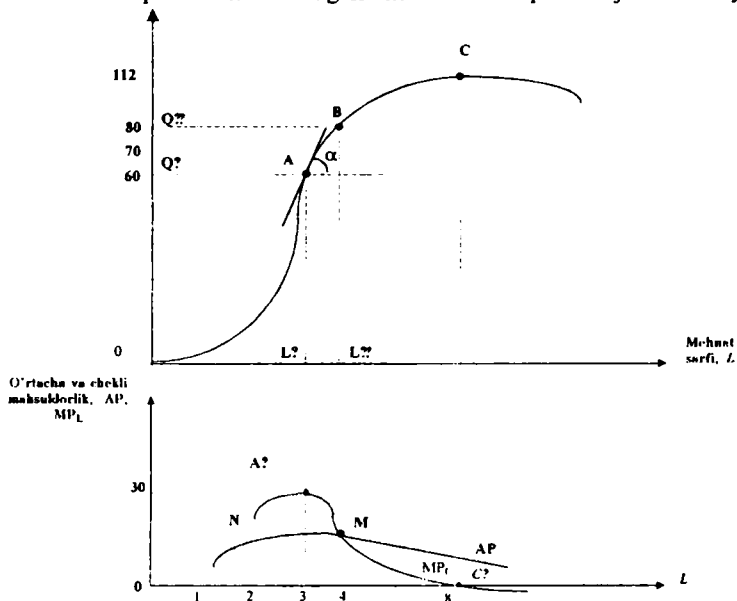 C
112
Q??
B
80
70
Q?
A
α
60
0
L?
L??
Mehnat
sarfi, L
O'rtacha va chekli
mahsuldorlik, AP,
MPL
A?
30
N
M
AP
MPL
C?
0
L
1
2
3
4
8